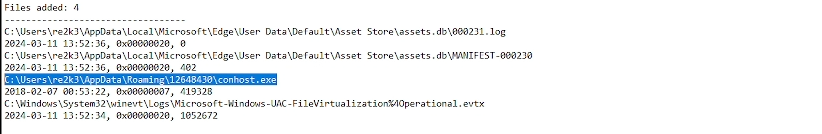 Files added: 4
----------------------------------
C:\Users\re2k3\AppData\Local\Microsoft\Edge\User Data\Default\Asset Store\assets.db\000231.log
2024-03-11 13:52:36, 0x00000020, 0
C:\Users\re2k3\AppData\Local\Microsoft\Edge\User Data\Default\Asset Store\assets.db\MANIFEST-000230
2024-03-11 13:52:36, 0x00000020, 402
C:\Users\re2k3\AppData\Roaming\12648430\conhost.exe
2018-02-07 00:53:22, 0x00000007, 419328
C:\Windows\System32\winevt\Logs\Microsoft-Windows-UAC-FileVirtualization%4Operational.evtx
2024-03-11 13:52:34, 0x00000020, 1052672